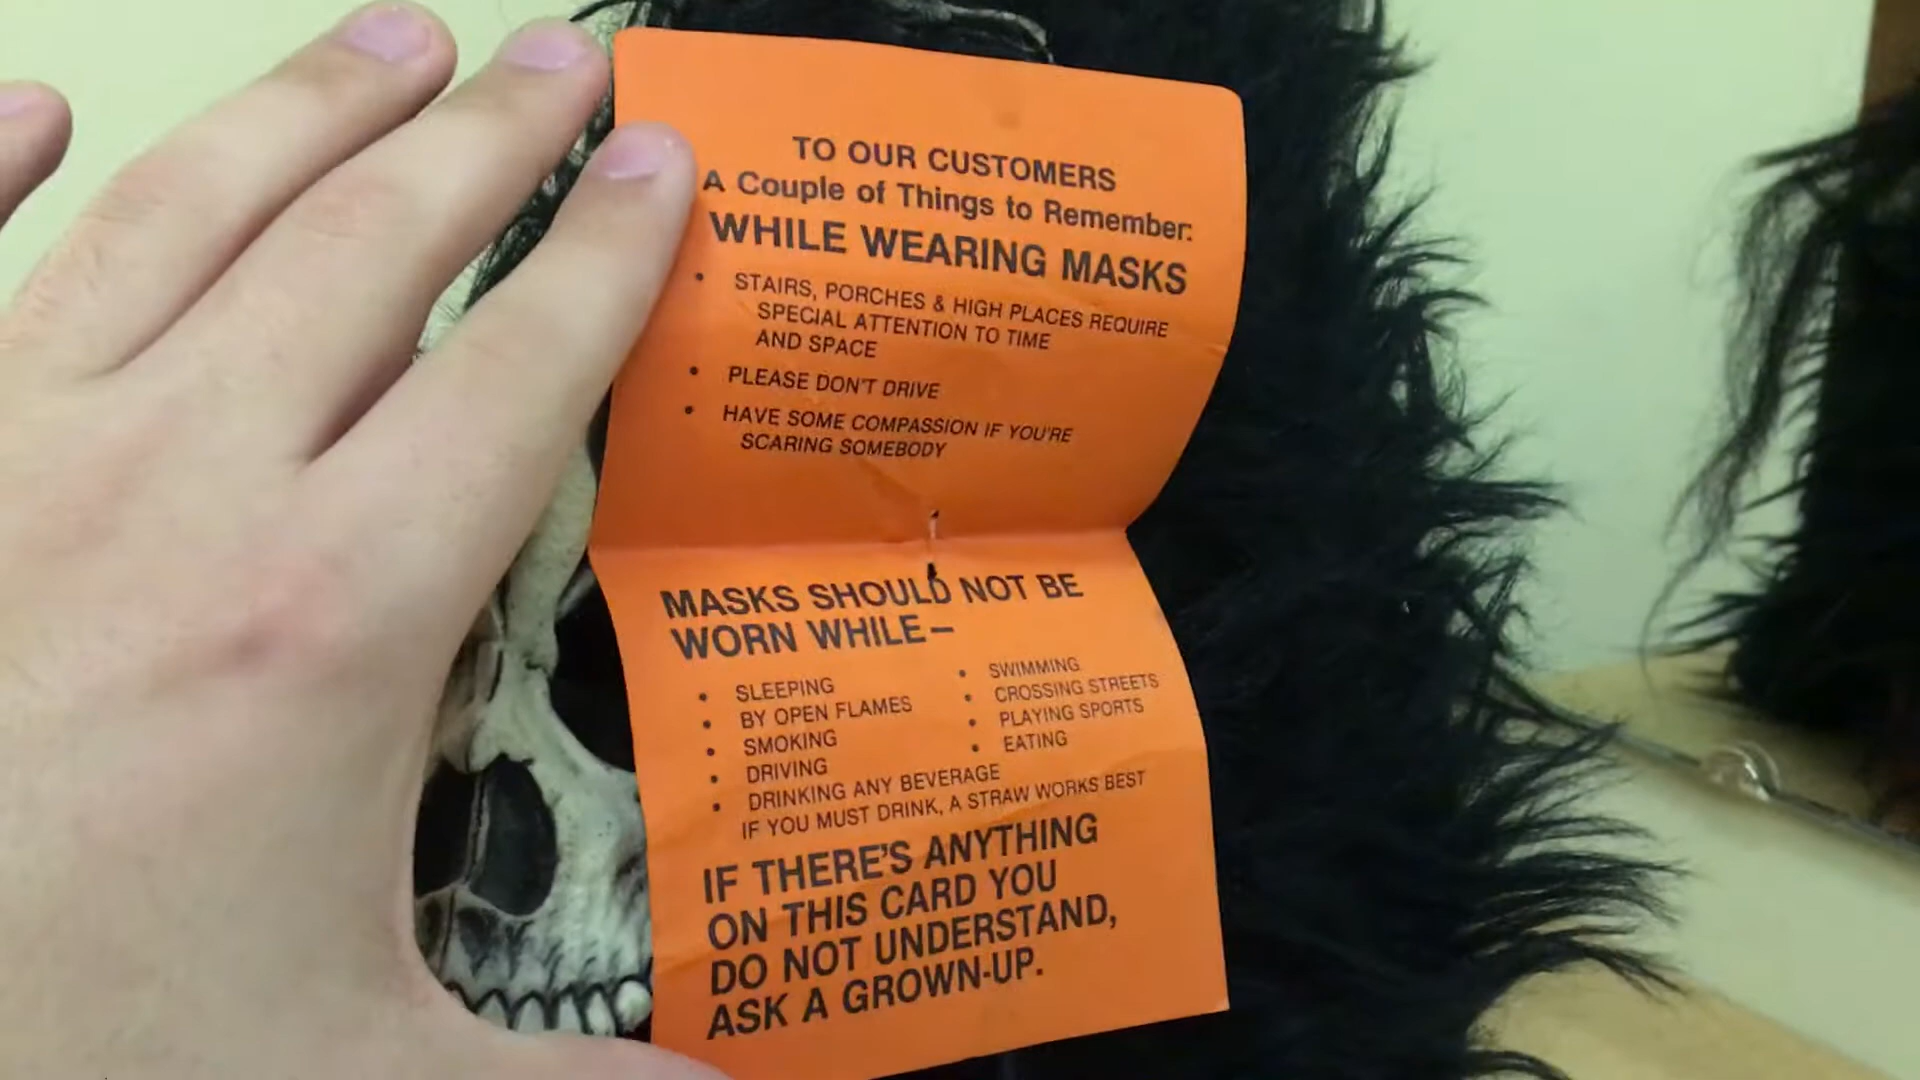 TO OUR CUSTOMERS
A Couple of Things to Remember:
WHILE WEARING MASKS
• STAIRS, PORCHES & HIGH PLACES REQUIRE
SPECIAL ATTENTION TO TIME
AND SPACE
• PLEASE DON'T DRIVE
• HAVE SOME COMPASSION IF YOU'RE
SCARING SOMEBODY
MASKS SHOULD NOT BE
WORN WHILE–
• SLEEPING
• BY OPEN FLAMES
• SMOKING
• DRIVING
• DRINKING ANY BEVERAGE
IF YOU MUST DRINK, A STRAW WORKS BEST
• SWIMMING
• CROSSING STREETS
• PLAYING SPORTS
• EATING
IF THERE'S ANYTHING
ON THIS CARD YOU
DO NOT UNDERSTAND,
ASK A GROWN-UP.